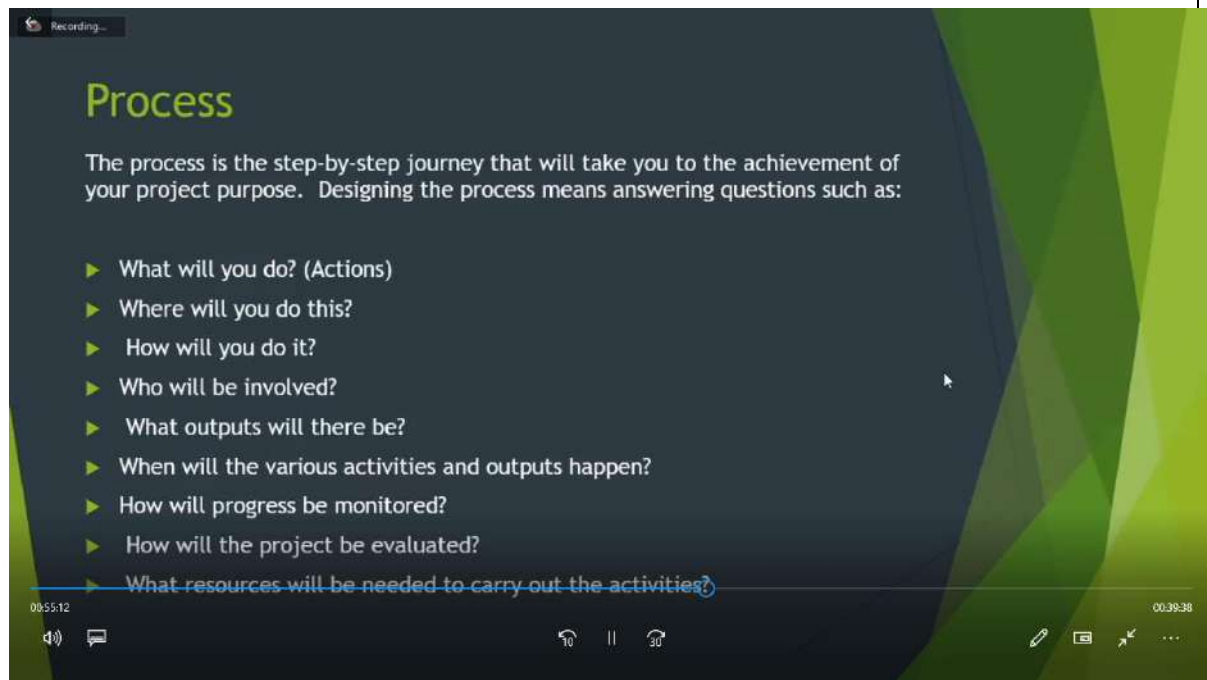 Recording...
Process
The process is the step-by-step journey that will take you to the achievement of
your project purpose. Designing the process means answering questions such as:
What will you do? (Actions)
Where will you do this?
How will you do it?
Who will be involved?
What outputs will there be?
When will the various activities and outputs happen?
How will progress be monitored?
How will the project be evaluated?
What resources will be needed to carry out the activities?
00:55:12
00:39:38
10
30